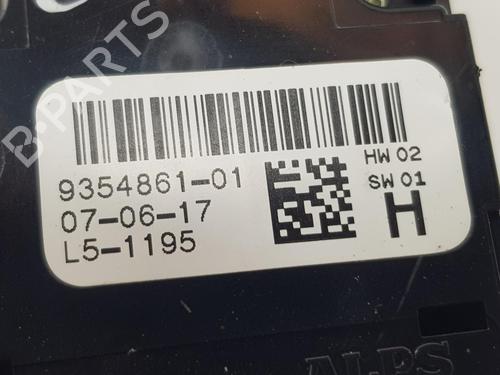 9354861-01
07-06-17
L5-1195
HW 02
SW 01
H
B-PARTS
ALPS